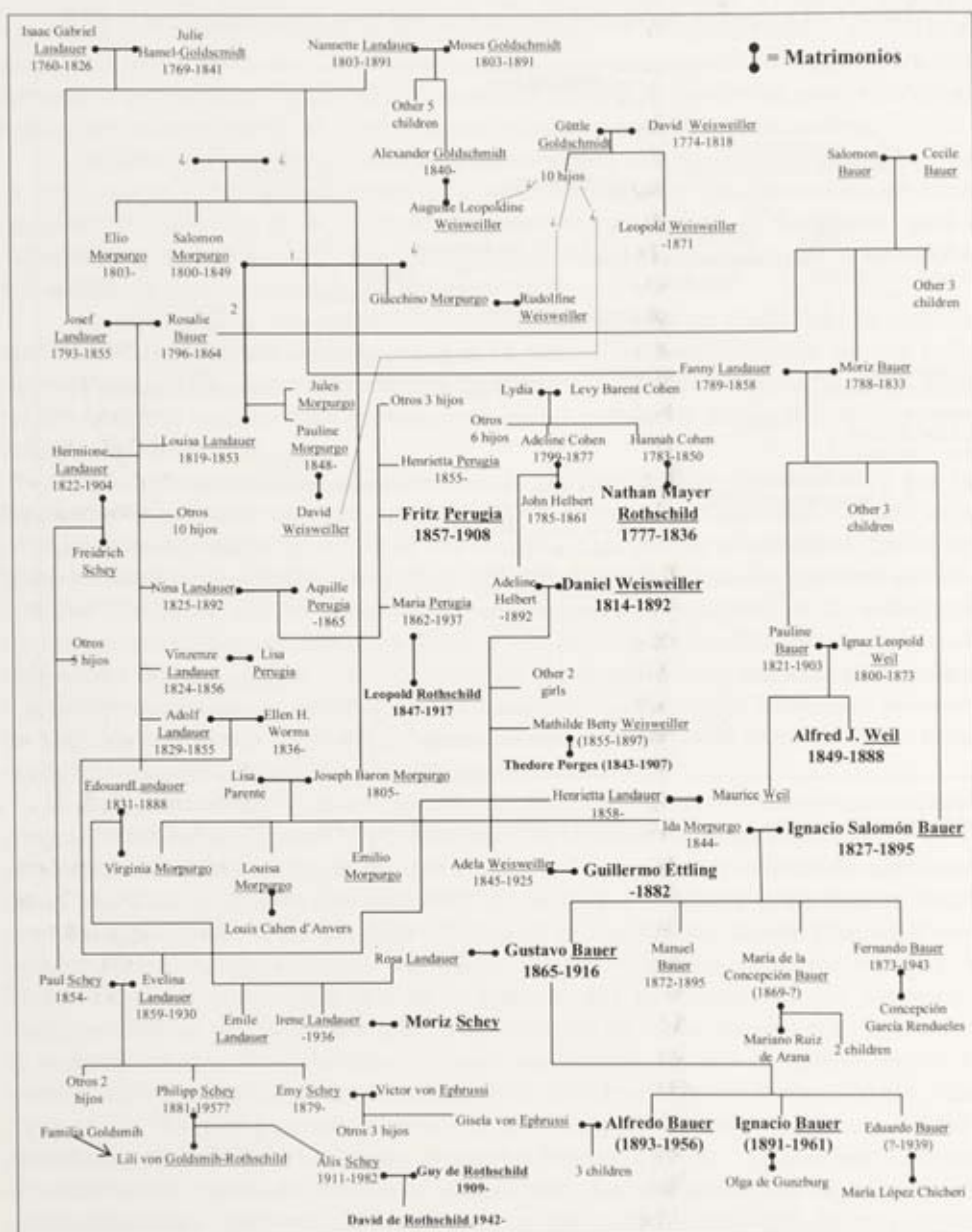 Isaac Gabriel
Landauer
1760-1826
Julie
Hamel-Goldscmidt
1769-1841
Nannette Landauer
1803-1891
Moses Goldschmidt
1803-1891
= Matrimonios
Other 5
children
Güttle
Goldschmidt
David Weisweiller
1774-1818
Alexander Goldschmidt
1840-
10 hijos
Salomon
Bauer
Cecile
Bauer
¿
¿
Auguste Leopoldine
Weisweiller
Leopold Weisweiller
-1871
Elio
Morpurgo
1803-
Salomon
Morpurgo
1800-1849
1
Other 3
children
Giacchino Morpurgo
Rudolfine
Weisweiller
2
Josef
Landauer
1793-1855
Rosalie
Bauer
1796-1864
Fanny Landauer
1789-1858
Moriz Bauer
1788-1833
Jules
Morpurgo
Otros 3 hijos
Lydia
Levy Barent Cohen
Otros
6 hijos
Pauline
Morpurgo
1848-
Adeline Cohen
1799-1877
Hannah Cohen
1783-1850
Louisa Landauer
1819-1853
Hermione
Landauer
1822-1904
Henrietta Perugia
1855-
John Helbert
1785-1861
Nathan Mayer
Rothschild
1777-1836
Otros
10 hijos
David
Weisweiller
Fritz Perugia
1857-1908
Other 3
children
Freidrich
Schey
Nina Landauer
1825-1892
Aquille
Perugia
-1865
Maria Perugia
1862-1937
Adeline
Helbert
-1892
Daniel Weisweiller
1814-1892
Pauline
Bauer
1821-1903
Ignaz Leopold
Weil
1800-1873
Otros
5 hijos
Vinzenze
Landauer
1824-1856
Lisa
Perugia
Leopold Rothschild
1847-1917
Other 2
girls
Mathilde Betty Weisweiller
(1855-1897)
Thedore Porges (1843-1907)
Alfred J. Weil
1849-1888
Adolf
Landauer
1829-1855
Ellen H.
Worms
1836-
EdouardLandauer
1831-1888
Lisa
Parente
Joseph Baron Morpurgo
1805-
Henrietta Landauer
1858-
Maurice Weil
Ida Morpurgo
1844-
Ignacio Salomón Bauer
1827-1895
Virginia Morpurgo
Louisa
Morpurgo
Emilio
Morpurgo
Adela Weisweiller
1845-1925
Guillermo Ettling
-1882
Louis Cahen d'Anvers
Rosa Landauer
Gustavo Bauer
1865-1916
Manuel
Bauer
1872-1895
María de la
Concepción Bauer
(1869-?)
Fernando Bauer
1873-1943
Paul Schey
1854-
Evelina
Landauer
1859-1930
Emile
Landauer
Irene Landauer
-1936
Moriz Schey
Mariano Ruiz
de Arana
2 children
Concepción
García Rendueles
Otros 2
hijos
Philipp Schey
1881-1957?
Emy Schey
1879-
Victor von Ephrussi
Otros 3 hijos
Gisela von Ephrussi
Alfredo Bauer
(1893-1956)
Ignacio Bauer
(1891-1961)
Eduardo Bauer
(?-1939)
Familia Goldsmih
Lili von Goldsmih-Rothschild
Alix Schey
1911-1982
Guy de Rothschild
1909-
3 children
Olga de Gunzburg
María López Chicheri
David de Rothschild 1942-